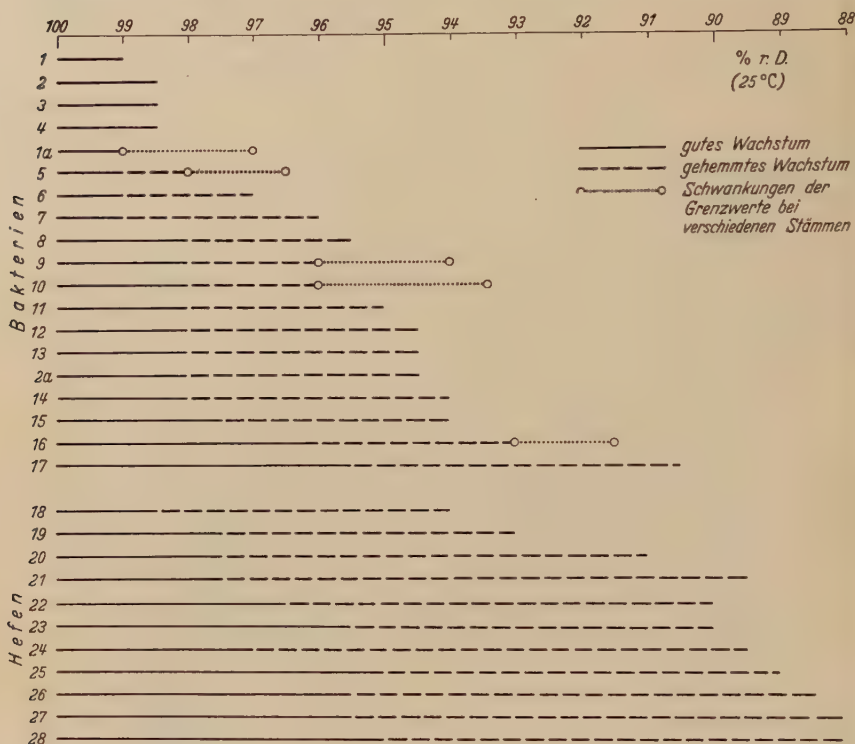 100 99 98 97 96 95 94 93 92 91 90 89 88
% r. D.
(25°C)
gutes Wachstum
gehemmtes Wachstum
Schwankungen der
Grenzwerte bei
verschiedenen Stämmen
Bakterien
1
2
3
4
1a
5
6
7
8
9
10
11
12
13
2a
14
15
16
17
Hefen
18
19
20
21
22
23
24
25
26
27
28